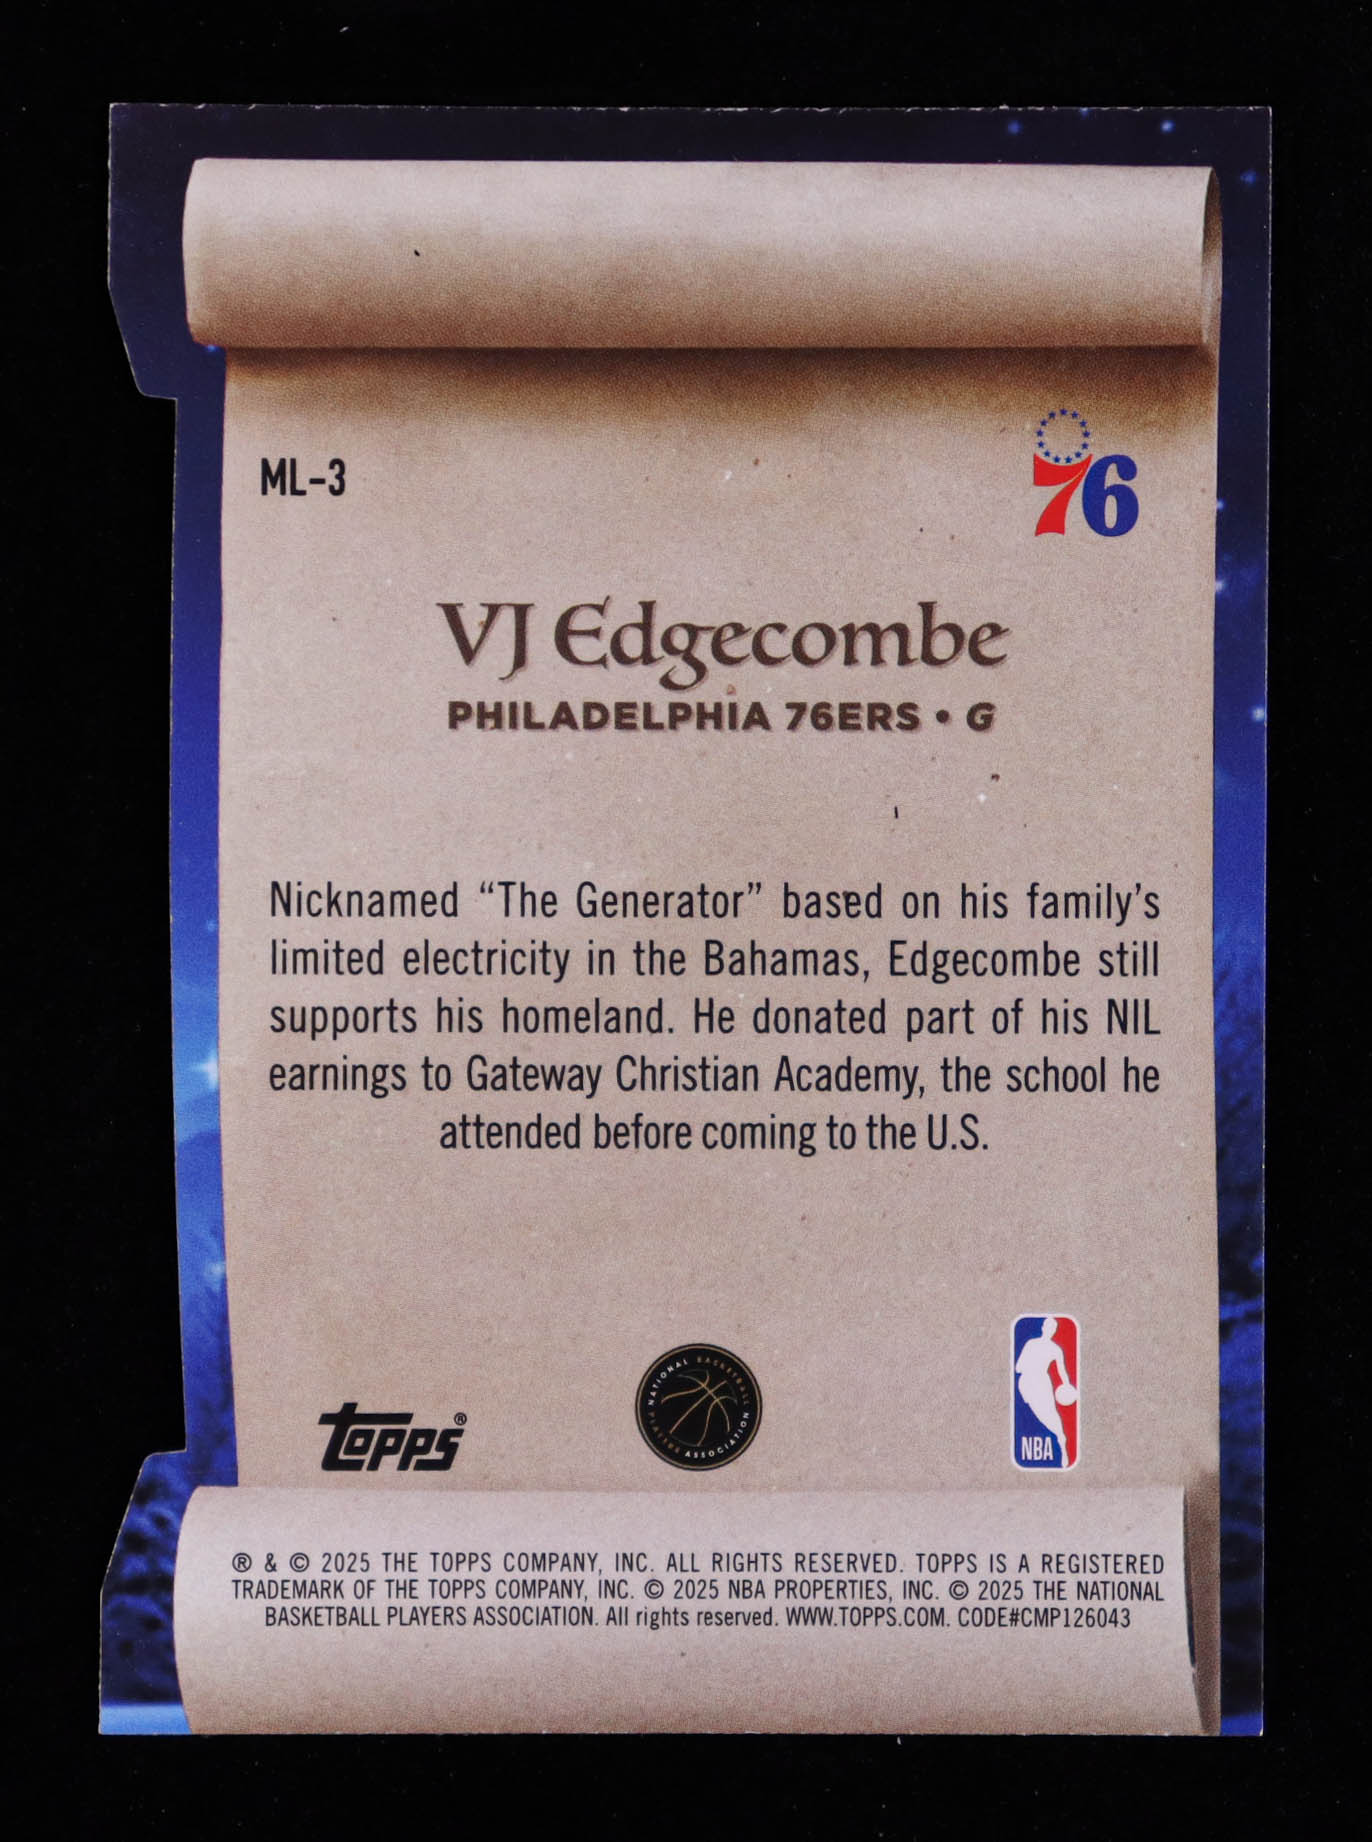 ML-3
76
VJ Edgecombe
PHILADELPHIA 76ERS • G
Nicknamed “The Generator” based on his family’s
limited electricity in the Bahamas, Edgecombe still
supports his homeland. He donated part of his NIL
earnings to Gateway Christian Academy, the school he
attended before coming to the U.S.
Topps®
NATIONAL BASKETBALL
PLAYERS ASSOCIATION
NBA
® & © 2025 THE TOPPS COMPANY, INC. ALL RIGHTS RESERVED. TOPPS IS A REGISTERED
TRADEMARK OF THE TOPPS COMPANY, INC. © 2025 NBA PROPERTIES, INC. © 2025 THE NATIONAL
BASKETBALL PLAYERS ASSOCIATION. All rights reserved. WWW.TOPPS.COM. CODE#CMP126043